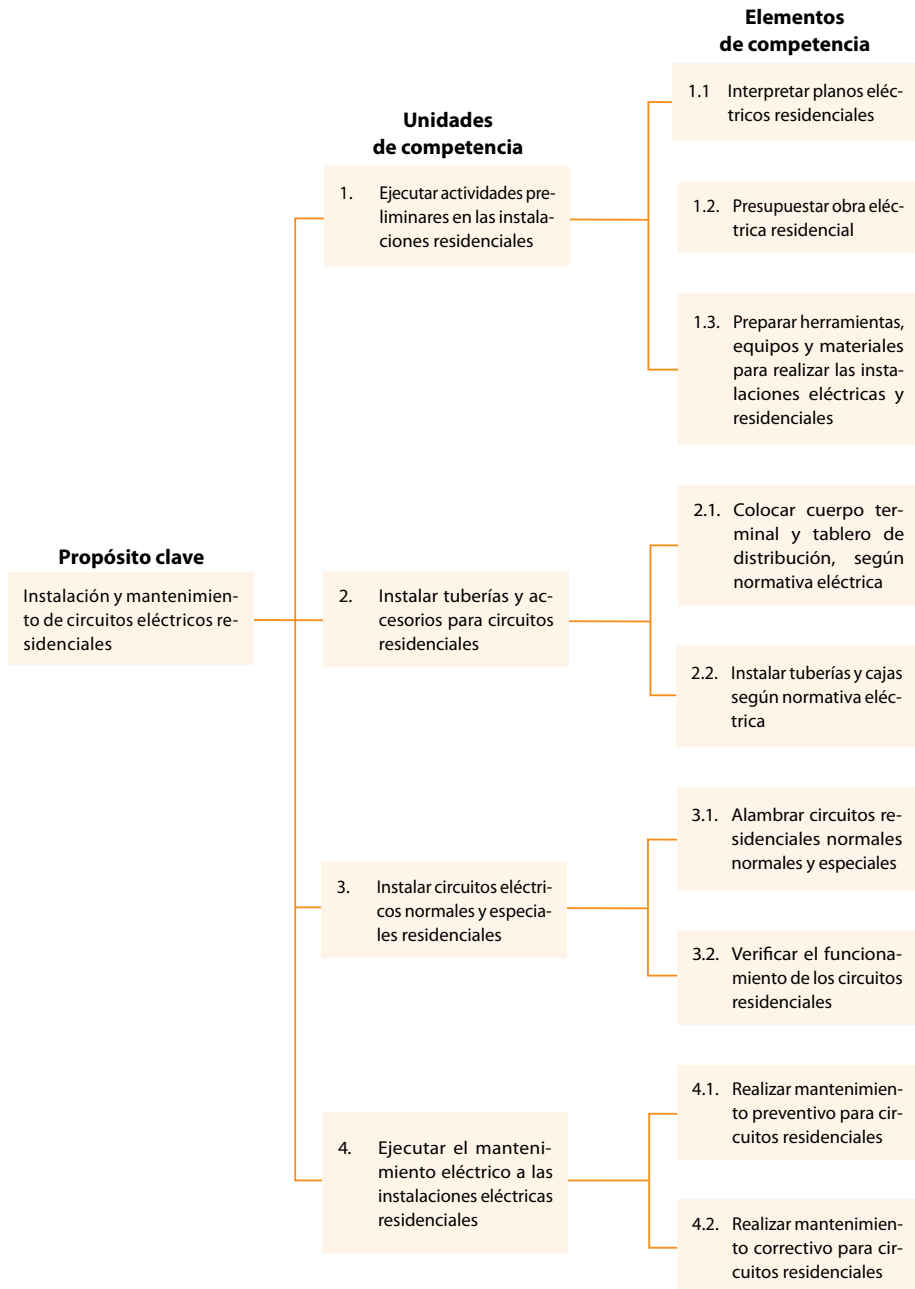 Elementos
de competencia
1.1 Interpretar planos eléc-
tricos residenciales
Unidades
de competencia
1. Ejecutar actividades pre-
liminares en las instala-
ciones residenciales
1.2. Presupuestar obra eléc-
trica residencial
1.3. Preparar herramientas,
equipos y materiales
para realizar las insta-
laciones eléctricas y
residenciales
Propósito clave
Instalación y mantenimien-
to de circuitos eléctricos re-
sidenciales
2. Instalar tuberías y ac-
cesorios para circuitos
residenciales
2.1. Colocar cuerpo ter-
minal y tablero de
distribución, según
normativa eléctrica
2.2. Instalar tuberías y cajas
según normativa eléc-
trica
3. Instalar circuitos eléctri-
cos normales y especia-
les residenciales
3.1. Alambrar circuitos re-
sidenciales normales
normales y especiales
3.2. Verificar el funciona-
miento de los circuitos
residenciales
4. Ejecutar el manteni-
miento eléctrico a las
instalaciones eléctricas
residenciales
4.1. Realizar mantenimien-
to preventivo para cir-
cuitos residenciales
4.2. Realizar mantenimien-
to correctivo para cir-
cuitos residenciales